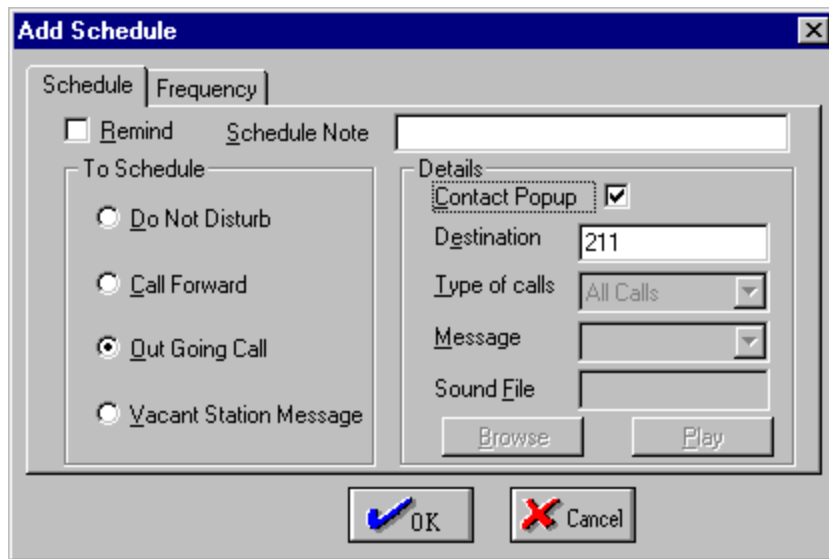 Add Schedule
Schedule Frequency
Remind Schedule Note
To Schedule
Do Not Disturb
Call Forward
Out Going Call
Vacant Station Message
Details
Contact Popup
Destination 211
Type of calls All Calls
Message
Sound File
Browse Play
OK Cancel